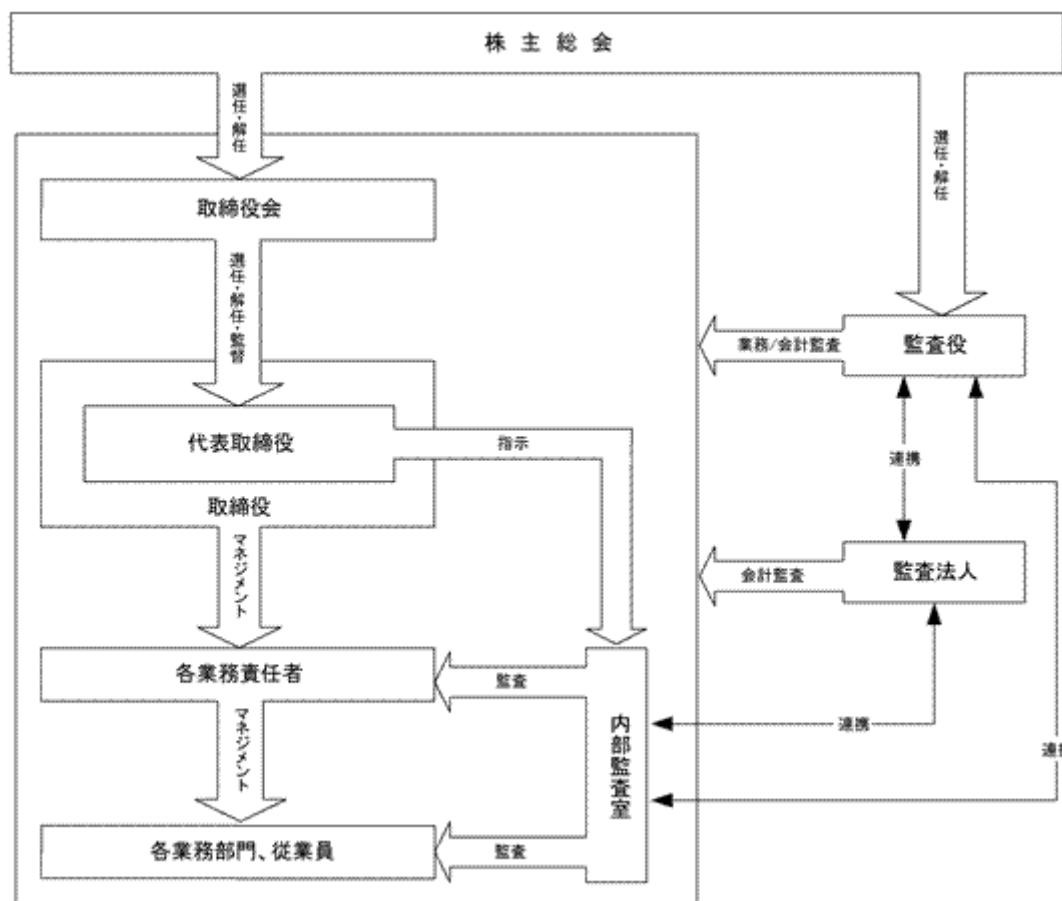 株主総会
選任・解任
選任・解任
取締役会
選任・解任・監督
業務/会計監査
監査役
代表取締役
指示
連携
取締役
マネジメント
会計監査
監査法人
各業務責任者
監査
マネジメント
内部監査室
連携
連携
各業務部門、従業員
監査